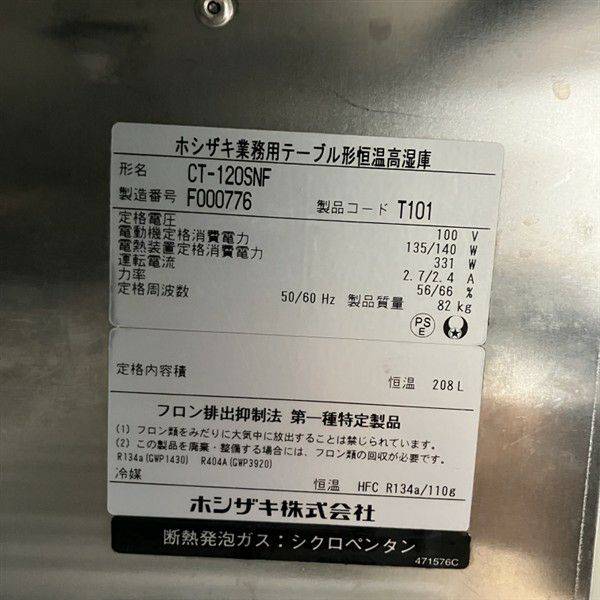 ホシザキ業務用テーブル形恒温高湿庫
形名 CT-120SNF
製造番号 F000776 製品コード T101
定格電圧 100 V
電動機定格消費電力 135/140 W
電熱装置定格消費電力 331 W
運転電流 2.7/2.4 A
力率 56/66 %
定格周波数 50/60 Hz 製品質量 82 kg
PS E
定格内容積 恒温 208 L
フロン排出抑制法 第一種特定製品
(1) フロン類をみだりに大気中に放出することは禁じられています。
(2) この製品を廃棄・整備する場合には、フロン類の回収が必要です。
R134a(GWP1430) R404A(GWP3920)
冷媒 恒温 HFC R134a/110g
ホシザキ株式会社
断熱発泡ガス：シクロペンタン
471576C